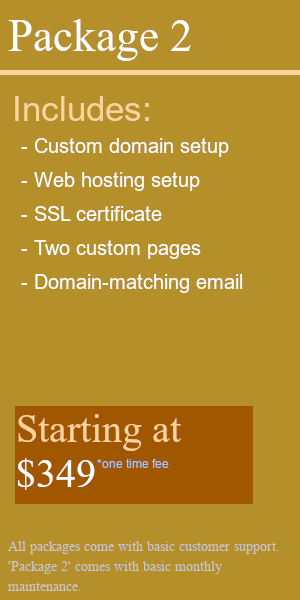 Package 2
Includes:
- Custom domain setup
- Web hosting setup
- SSL certificate
- Two custom pages
- Domain-matching email
Starting at
$349 *one time fee
All packages come with basic customer support.
'Package 2' comes with basic monthly
maintenance.